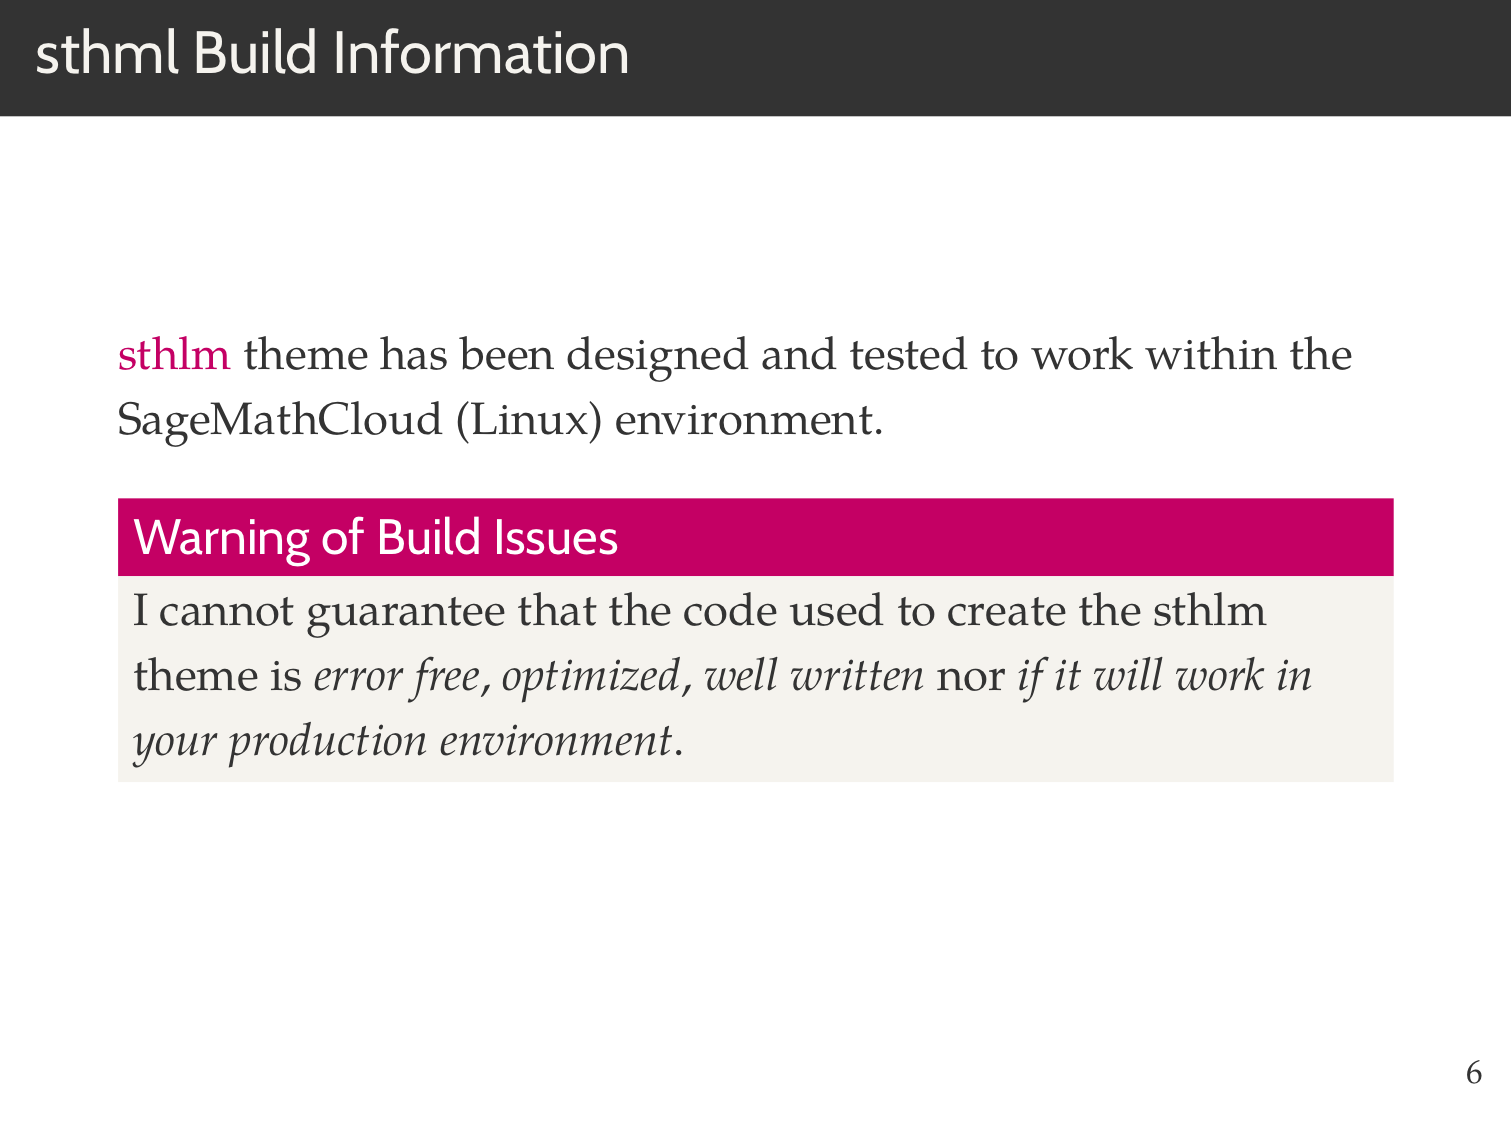 sthml Build Information
sthlm theme has been designed and tested to work within the
SageMathCloud (Linux) environment.
Warning of Build Issues
I cannot guarantee that the code used to create the sthlm
theme is error free, optimized, well written nor if it will work in
your production environment.
6